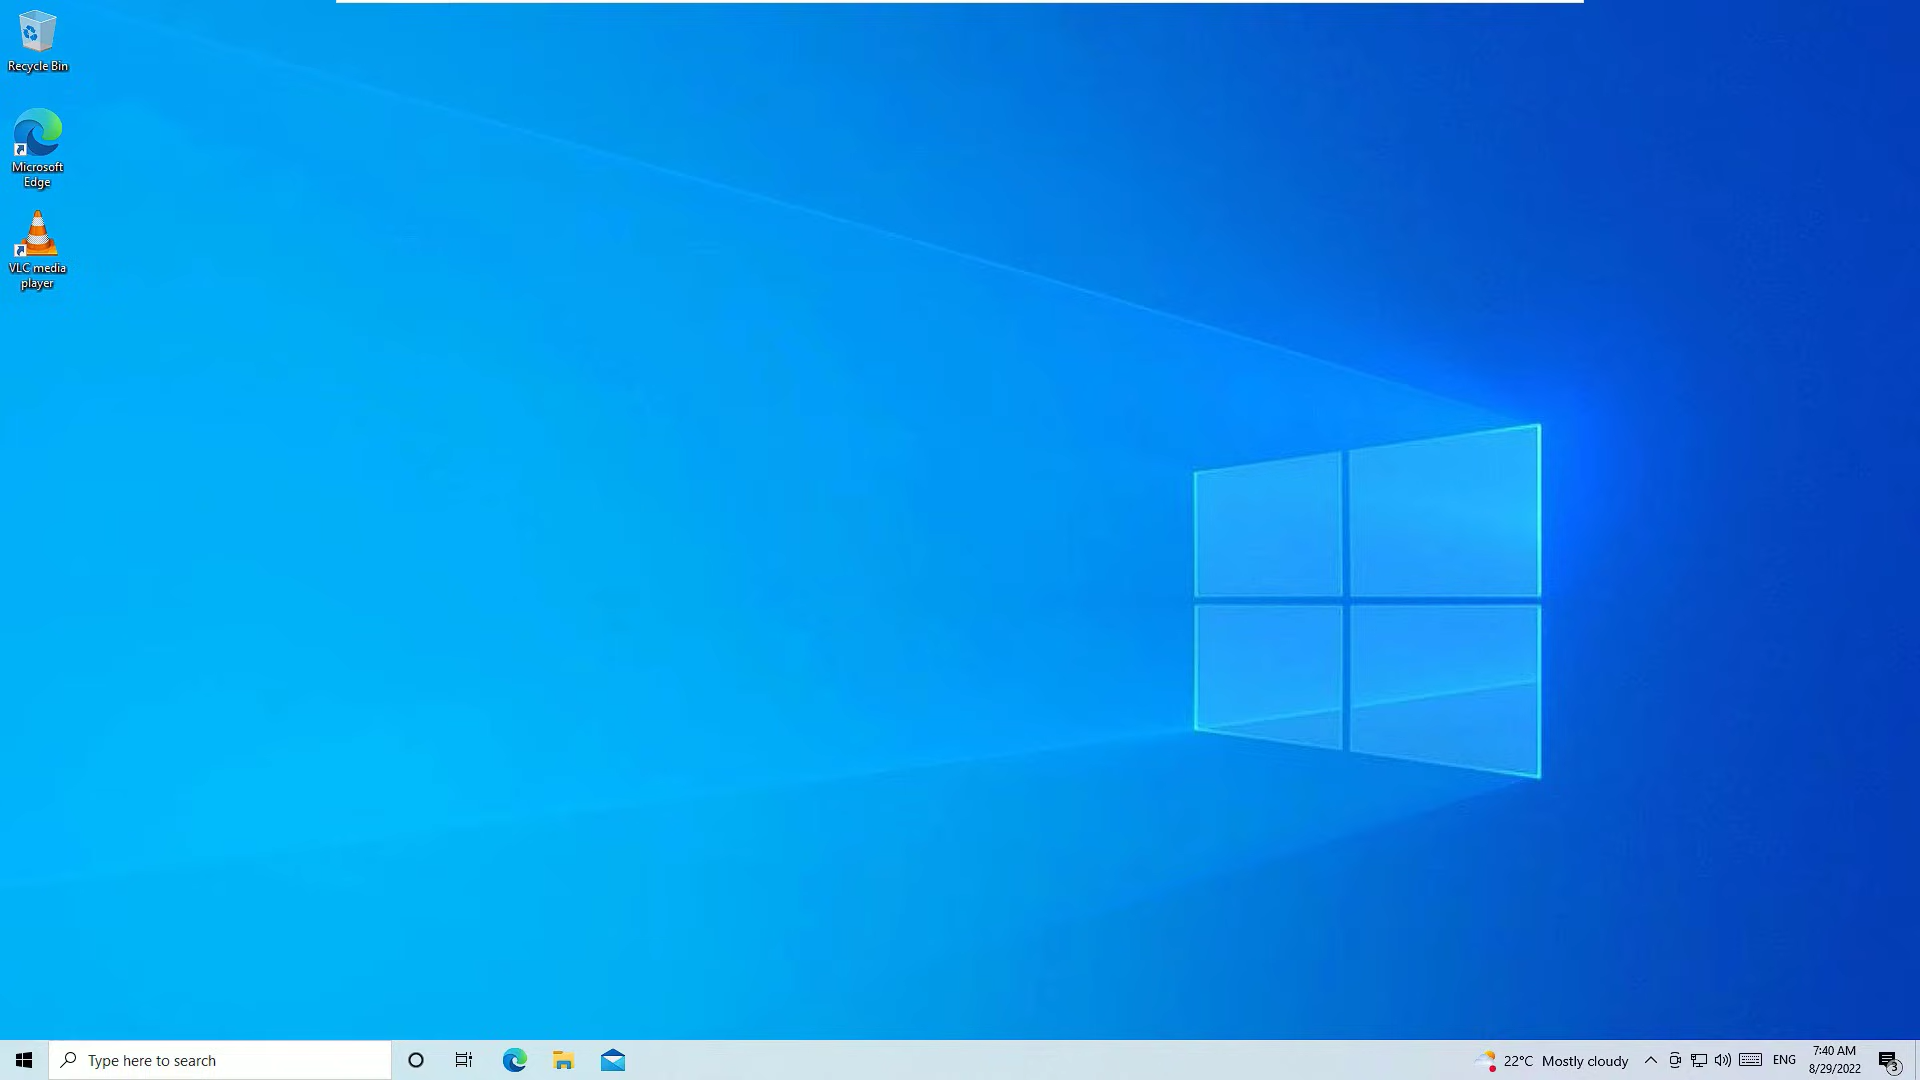 Recycle Bin
Microsoft
Edge
VLC media
player
Type here to search
22°C Mostly cloudy
ENG
7:40 AM
8/29/2022
3